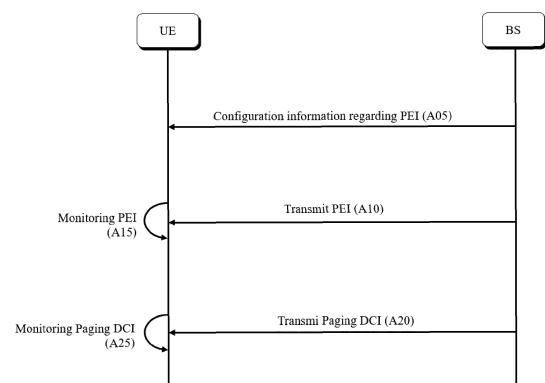 UE
BS
Configuration information regarding PEI (A05)
Transmit PEI (A10)
Monitoring PEI
(A15)
Transmi Paging DCI (A20)
Monitoring Paging DCI
(A25)